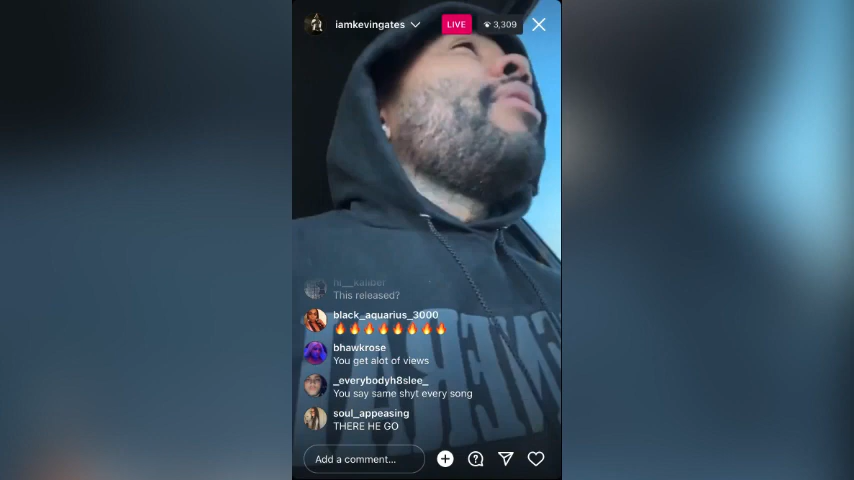 iamkevingates
LIVE
3,309
This released?
black_aquarius_3000
🔥🔥🔥🔥🔥🔥🔥🔥
bhawkrose
You get alot of views
_everybodyh8slee_
You say same shyt every song
soul_appeasing
THERE HE GO
Add a comment...